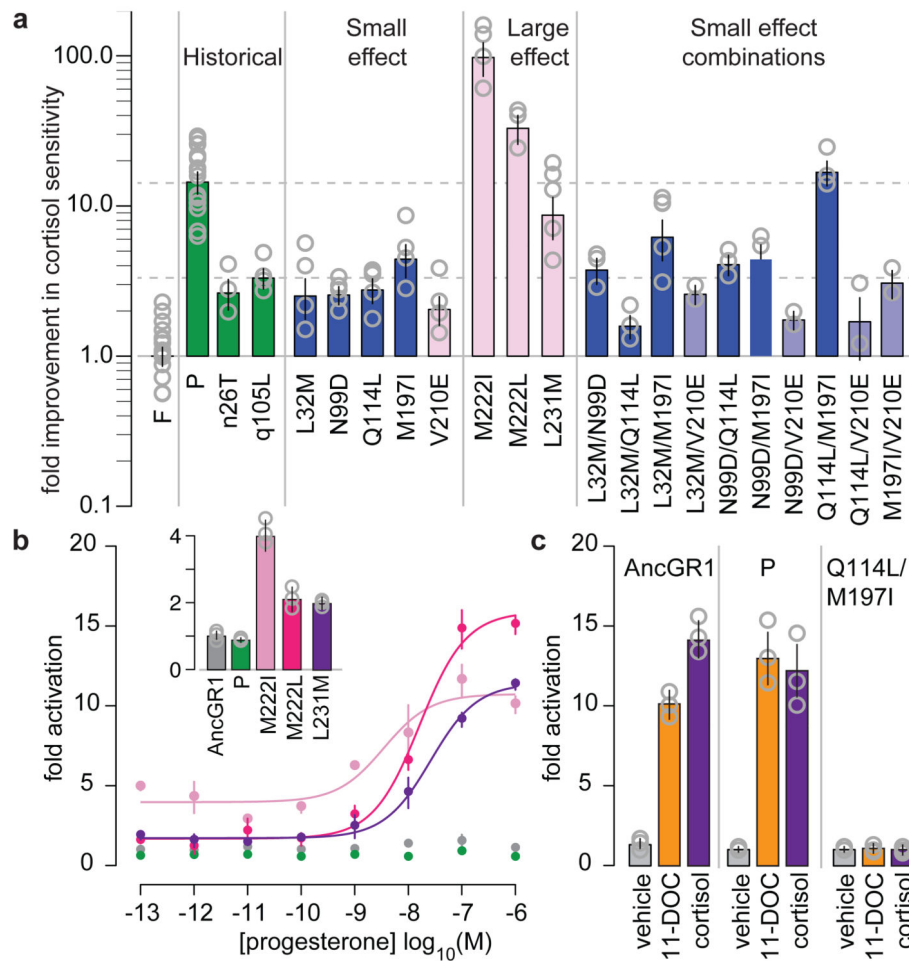 a
Historical
Small effect
Large effect
Small effect combinations
fold improvement in cortisol sensitivity
100.0
10.0
1.0
0.1
F
P
n26T
q105L
L32M
N99D
Q114L
M197I
V210E
M222I
M222L
L231M
L32M/N99D
L32M/Q114L
L32M/M197I
L32M/V210E
N99D/Q114L
N99D/M197I
N99D/V210E
Q114L/M197I
Q114L/V210E
M197I/V210E
b
fold activation
20
15
10
5
0
4
2
0
AncGR1
P
M222I
M222L
L231M
-13
-12
-11
-10
-9
-8
-7
-6
[progesterone] log10(M)
c
fold activation
20
15
10
5
0
AncGR1
P
Q114L/
M197I
vehicle
11-DOC
cortisol
vehicle
11-DOC
cortisol
vehicle
11-DOC
cortisol